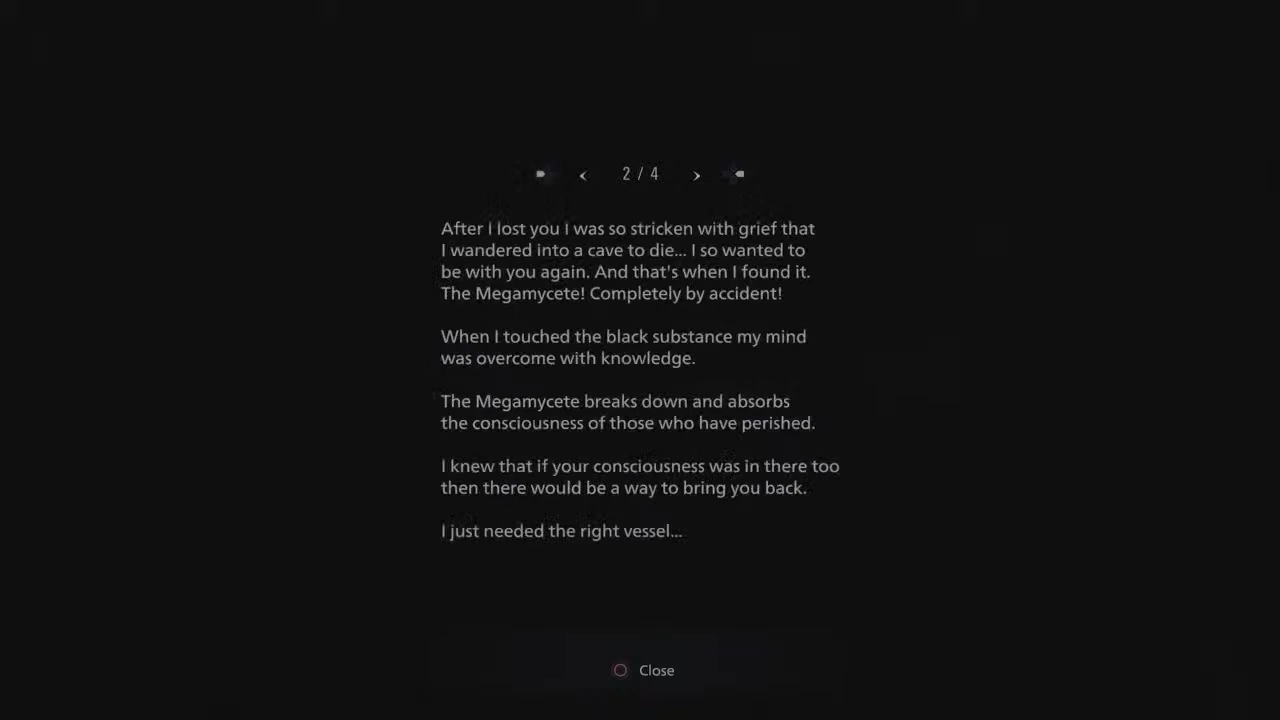 2 / 4
After I lost you I was so stricken with grief that
I wandered into a cave to die... I so wanted to
be with you again. And that's when I found it.
The Megamycete! Completely by accident!
When I touched the black substance my mind
was overcome with knowledge.
The Megamycete breaks down and absorbs
the consciousness of those who have perished.
I knew that if your consciousness was in there too
then there would be a way to bring you back.
I just needed the right vessel...
Close